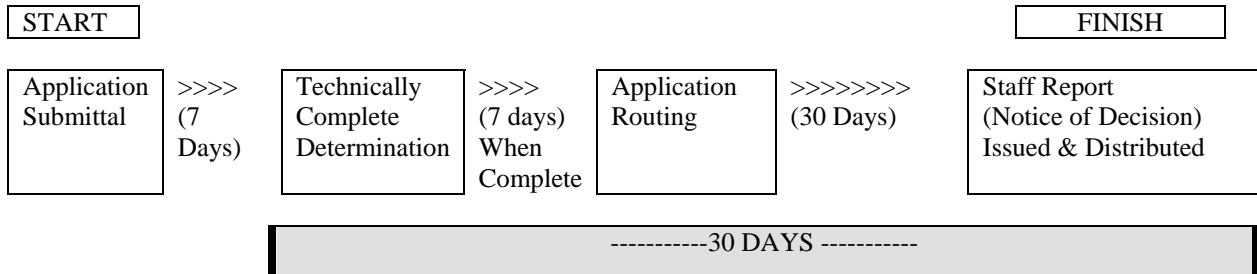 START
FINISH
Application Submittal
>>>> (7 Days)
Technically Complete Determination
>>>> (7 days) When Complete
Application Routing
>>>>>>>> (30 Days)
Staff Report (Notice of Decision) Issued & Distributed
-----------30 DAYS -----------